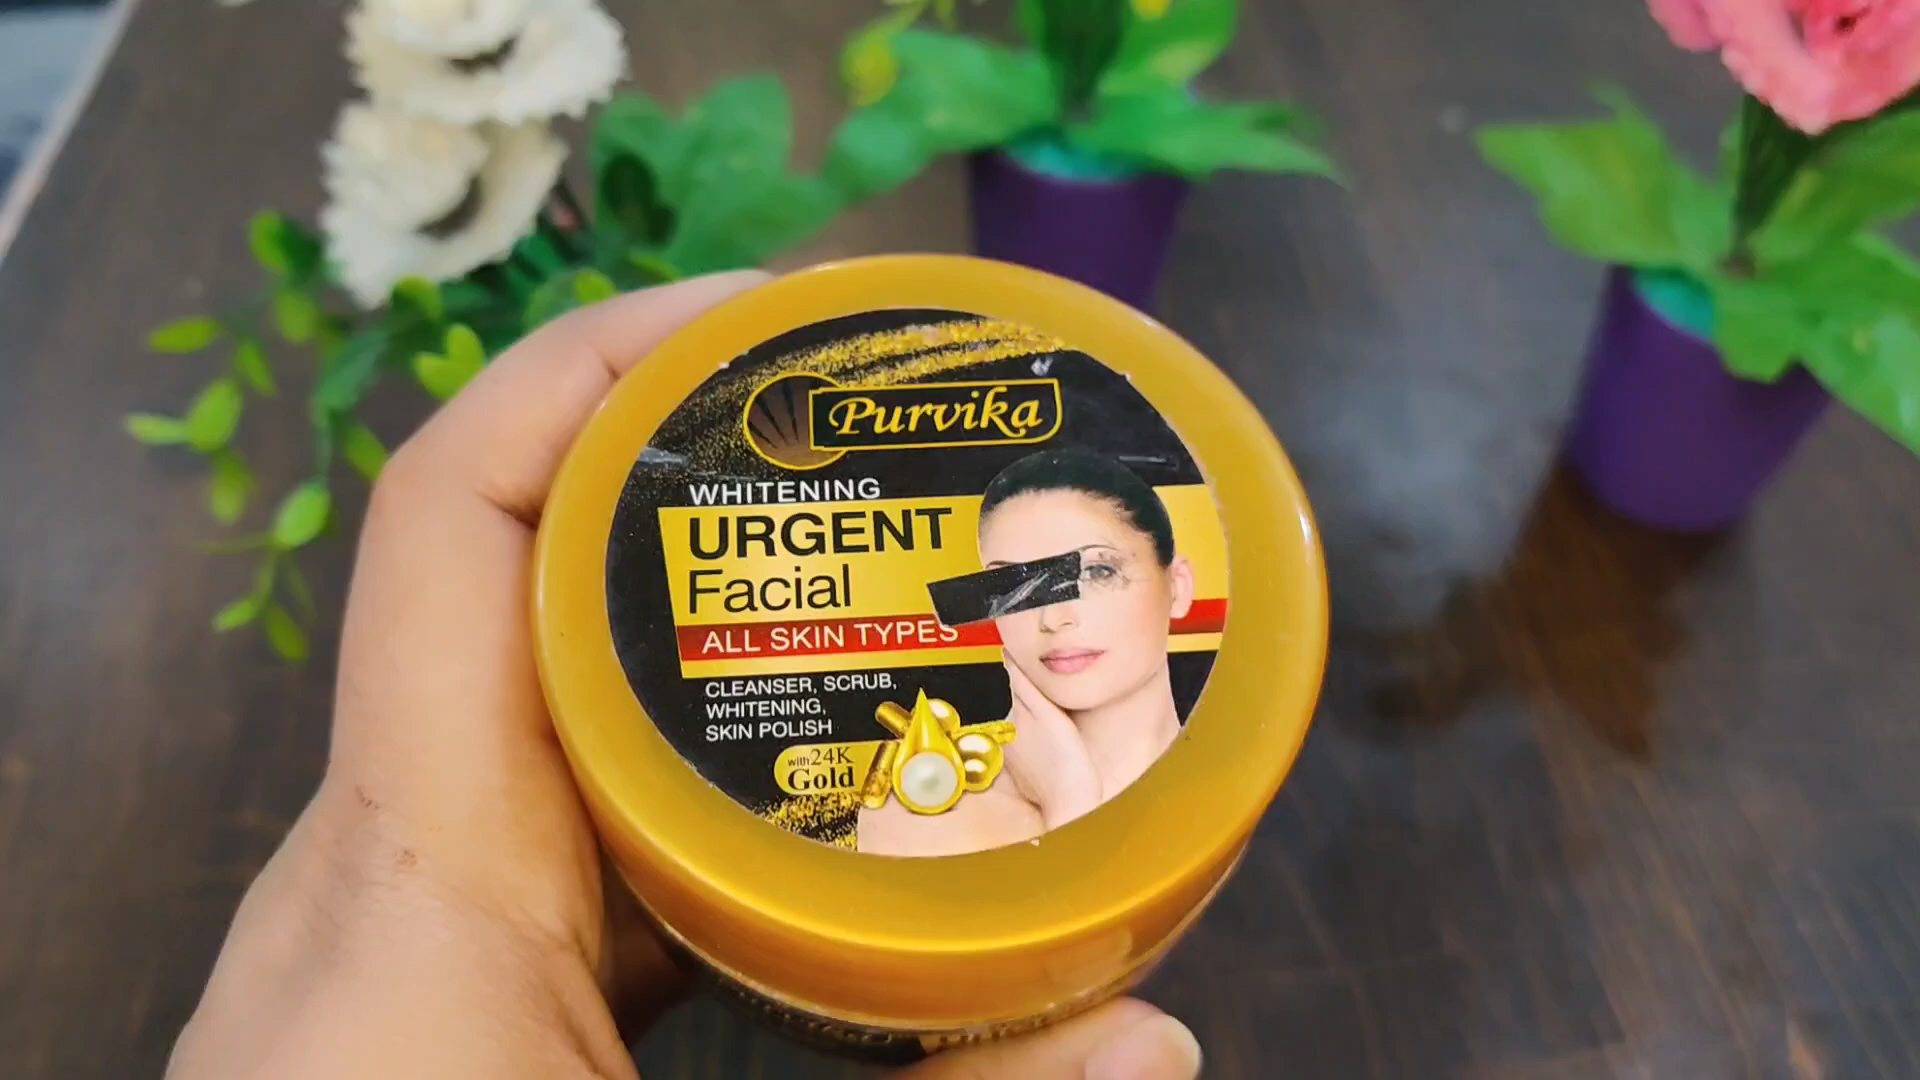 Purvika
WHITENING
URGENT
Facial
ALL SKIN TYPES
CLEANSER, SCRUB,
WHITENING,
SKIN POLISH
with 24K
Gold